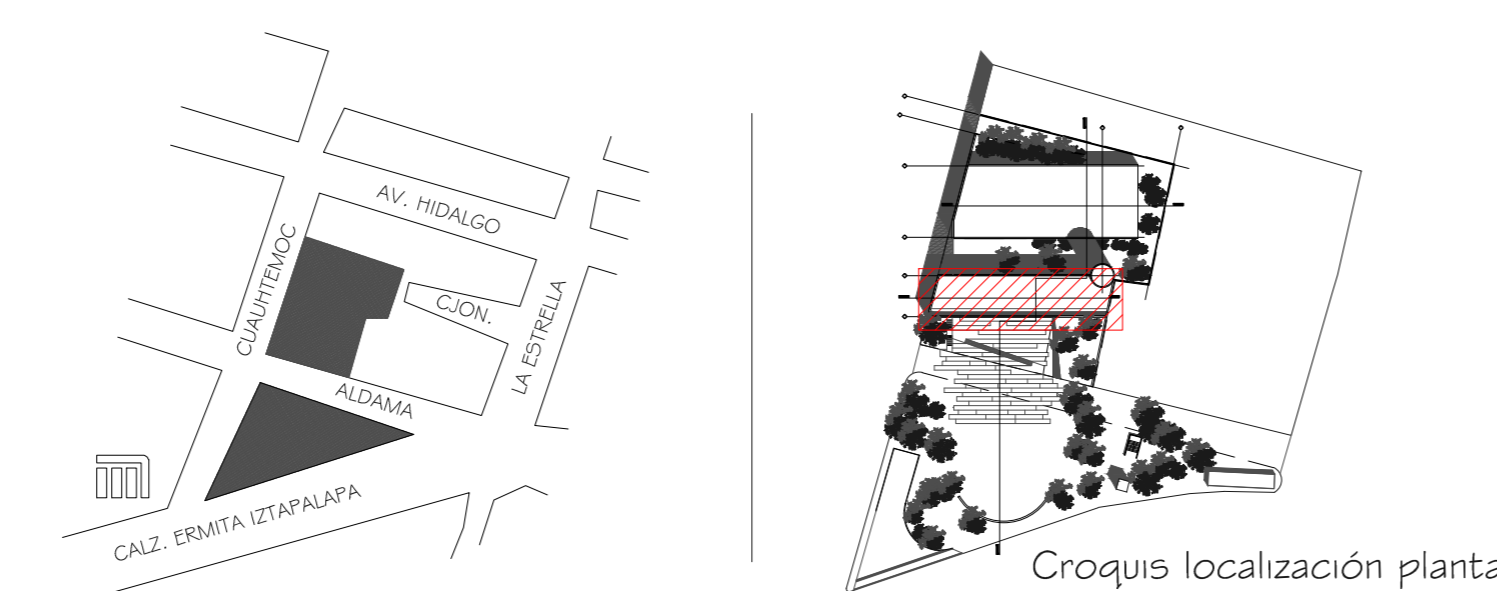 AV. HIDALGO
CUAUHTEMOC
CJON.
LA ESTRELLA
ALDAMA
CALZ. ERMITA IZTAPALAPA
Croquis localización planta